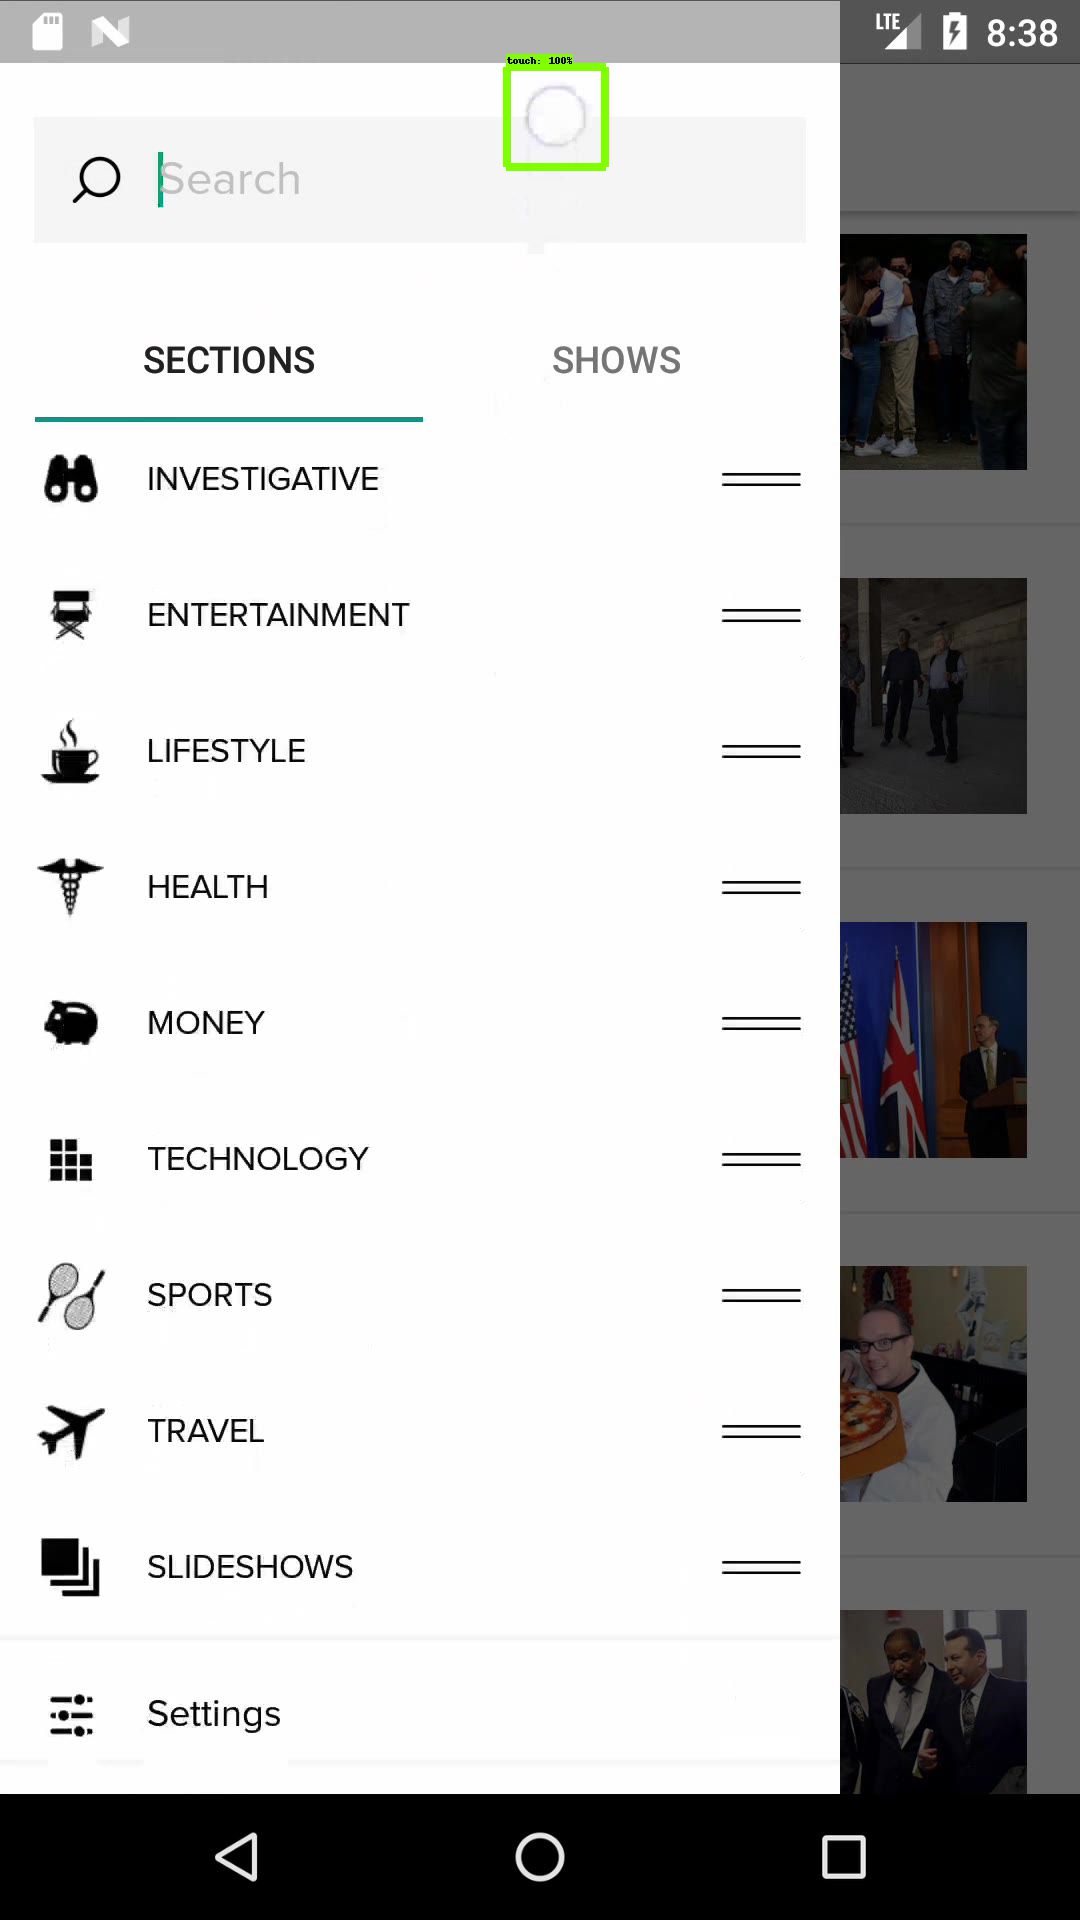 LTE 8:38
touch: 100%
Search
SECTIONS SHOWS
INVESTIGATIVE
ENTERTAINMENT
LIFESTYLE
HEALTH
MONEY
TECHNOLOGY
SPORTS
TRAVEL
SLIDESHOWS
Settings